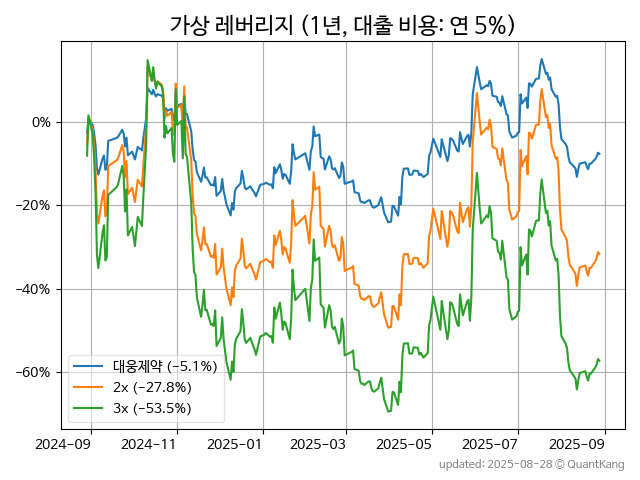 가상 레버리지 (1년, 대출 비용: 연 5%)
0%
−20%
−40%
−60%
대웅제약 (−5.1%)
2x (−27.8%)
3x (−53.5%)
2024−09 2024−11 2025−01 2025−03 2025−05 2025−07 2025−09
updated: 2025-08-28 © QuantKang